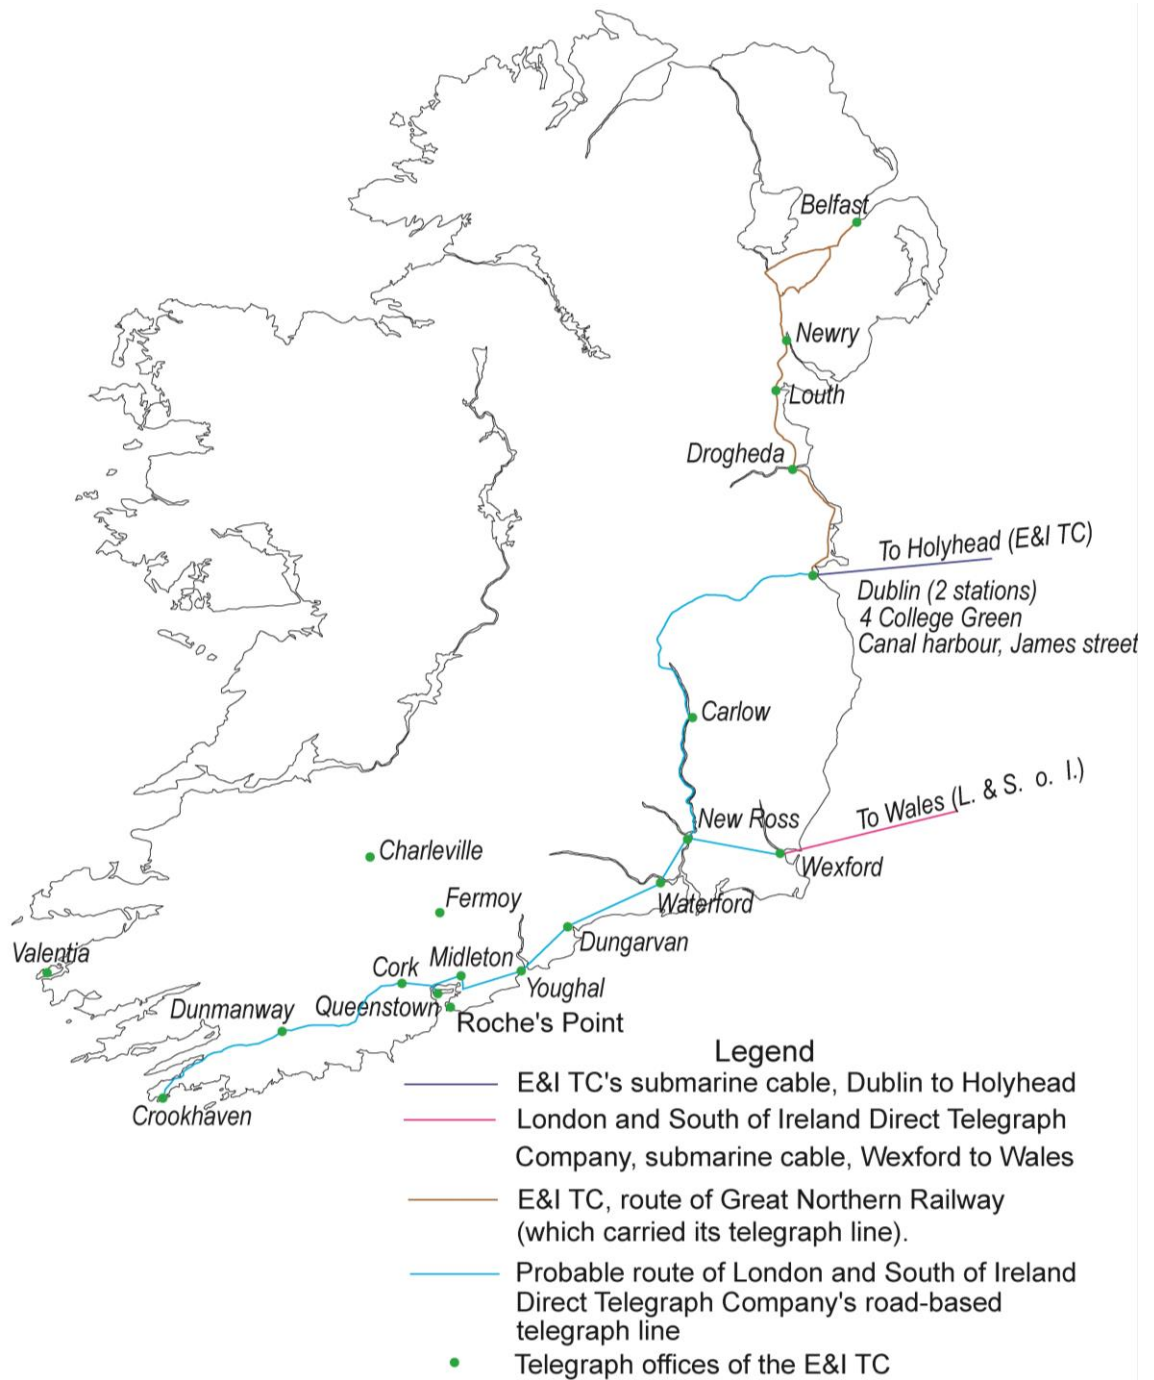 Belfast
Newry
Louth
Drogheda
To Holyhead (E&I TC)
Dublin (2 stations)
4 College Green
Canal harbour, James street
Carlow
To Wales (L. & S. o. I.)
New Ross
Wexford
Charleville
Waterford
Fermoy
Dungarvan
Valentia
Midleton
Cork
Youghal
Dunmanway
Queenstown
Roche's Point
Crookhaven
Legend
E&I TC's submarine cable, Dublin to Holyhead
London and South of Ireland Direct Telegraph
Company, submarine cable, Wexford to Wales
E&I TC, route of Great Northern Railway
(which carried its telegraph line).
Probable route of London and South of Ireland
Direct Telegraph Company's road-based
telegraph line
Telegraph offices of the E&I TC